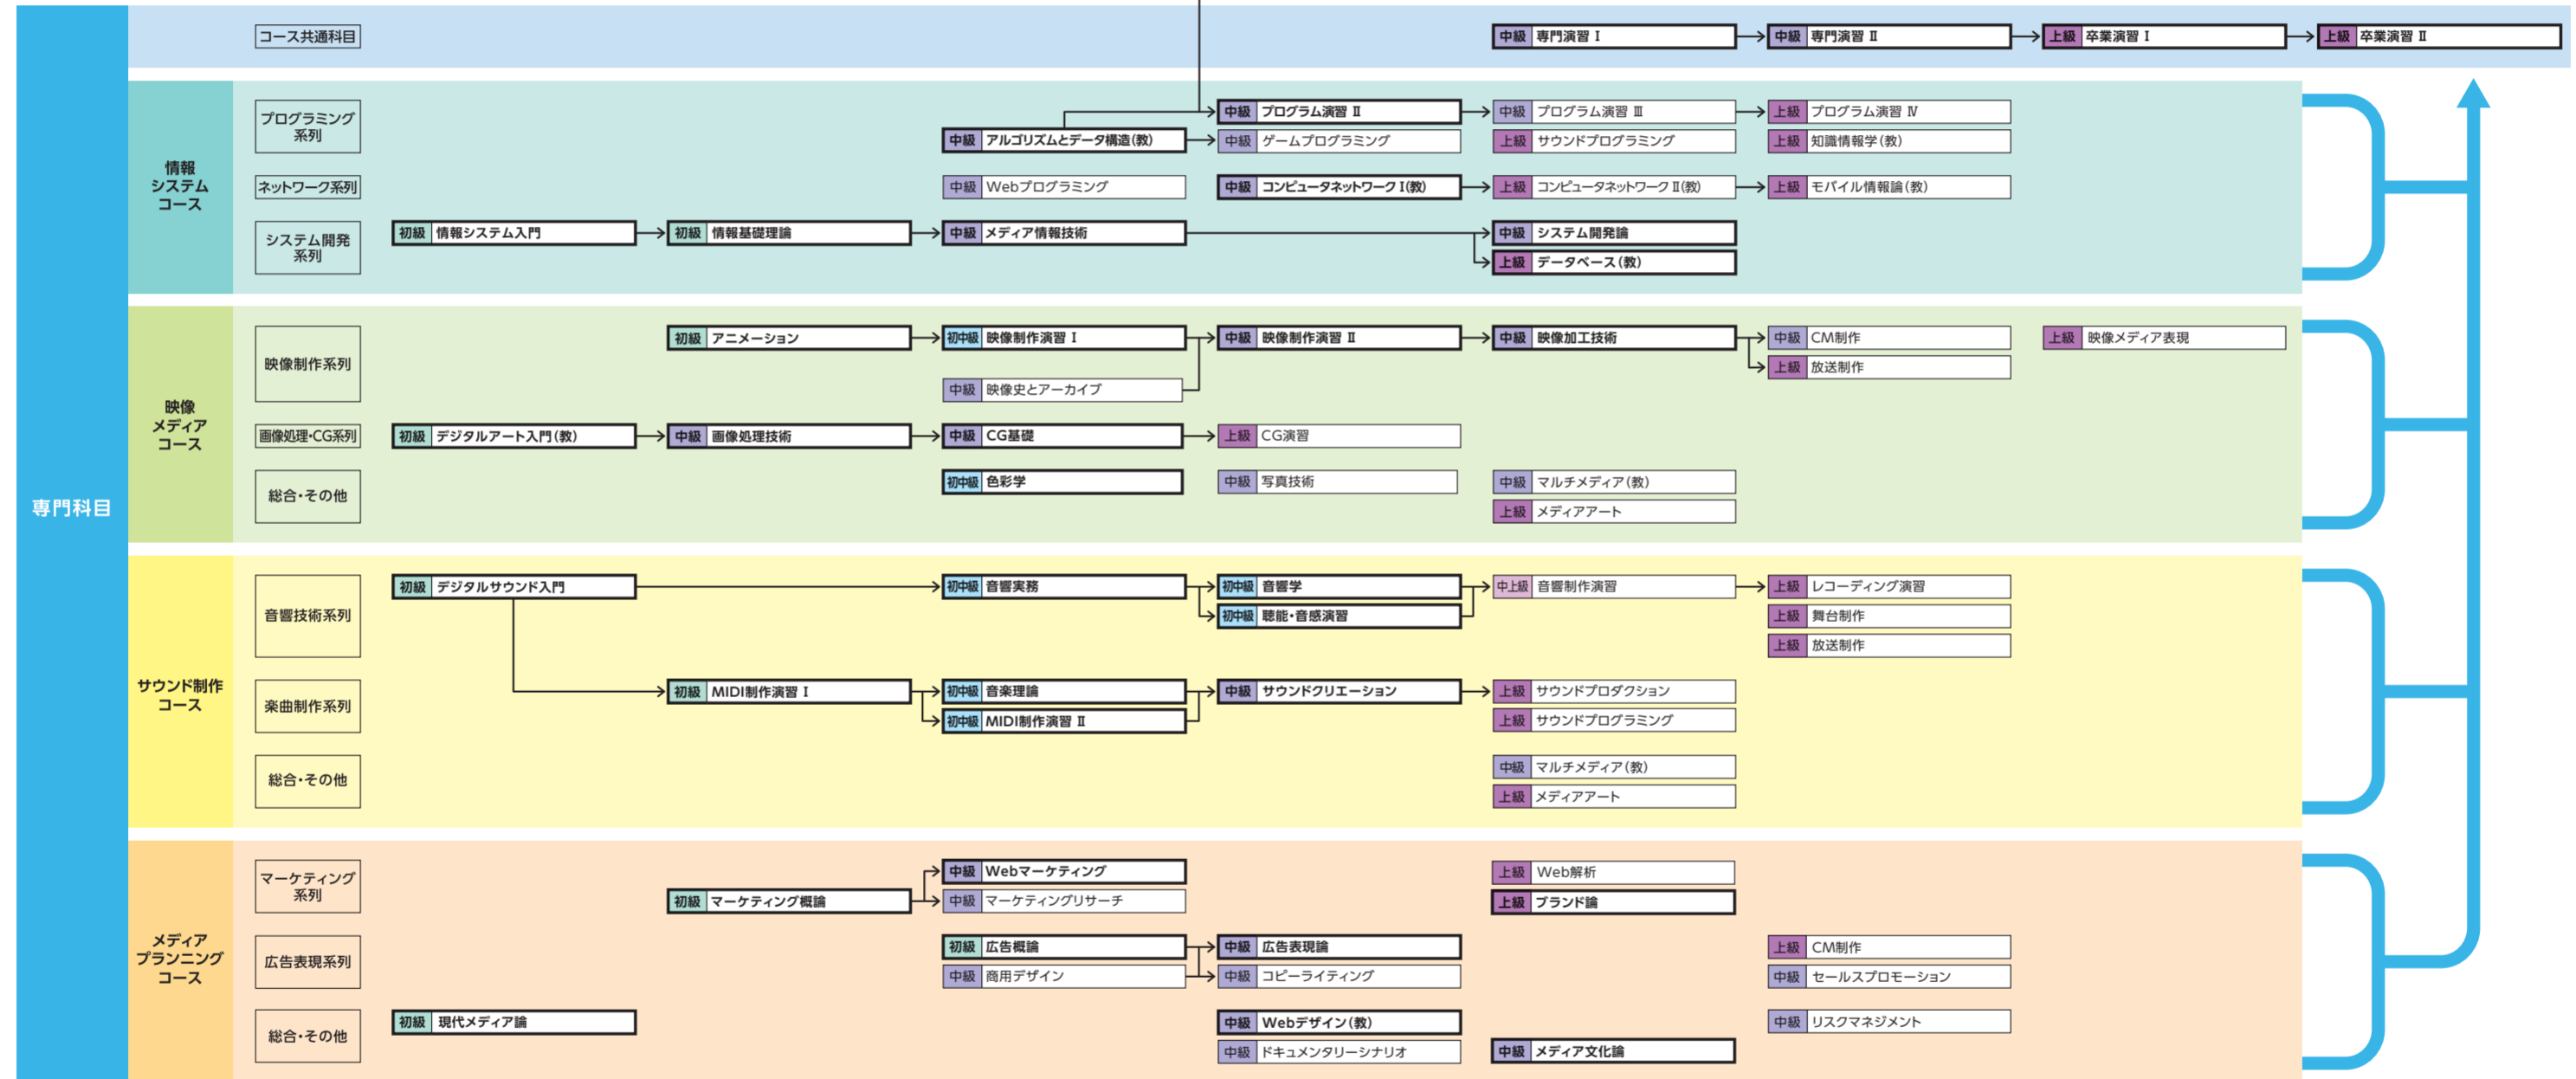 専門科目
コース共通科目
中級 専門演習 Ⅰ
中級 専門演習 Ⅱ
上級 卒業演習 Ⅰ
上級 卒業演習 Ⅱ
情報
システム
コース
プログラミング
系列
中級 プログラム演習 Ⅱ
中級 プログラム演習 Ⅲ
上級 プログラム演習 Ⅳ
中級 アルゴリズムとデータ構造(教)
中級 ゲームプログラミング
上級 サウンドプログラミング
上級 知識情報学(教)
ネットワーク系列
中級 Webプログラミング
中級 コンピュータネットワーク Ⅰ(教)
上級 コンピュータネットワーク Ⅱ(教)
上級 モバイル情報論(教)
システム開発
系列
初級 情報システム入門
初級 情報基礎理論
中級 メディア情報技術
中級 システム開発論
上級 データベース(教)
映像
メディア
コース
映像制作系列
初級 アニメーション
初中級 映像制作演習 Ⅰ
中級 映像制作演習 Ⅱ
中級 映像加工技術
中級 CM制作
上級 映像メディア表現
上級 放送制作
中級 映像史とアーカイブ
画像処理・CG系列
初級 デジタルアート入門(教)
中級 画像処理技術
中級 CG基礎
上級 CG演習
総合・その他
初中級 色彩学
中級 写真技術
中級 マルチメディア(教)
上級 メディアアート
サウンド制作
コース
音響技術系列
初級 デジタルサウンド入門
初中級 音響実務
初中級 音響学
中上級 音響制作演習
上級 レコーディング演習
初中級 聴能・音感演習
上級 舞台制作
上級 放送制作
楽曲制作系列
初級 MIDI制作演習 Ⅰ
初中級 音楽理論
中級 サウンドクリエーション
上級 サウンドプロダクション
初中級 MIDI制作演習 Ⅱ
上級 サウンドプログラミング
総合・その他
中級 マルチメディア(教)
上級 メディアアート
メディア
プランニング
コース
マーケティング
系列
中級 Webマーケティング
上級 Web解析
初級 マーケティング概論
中級 マーケティングリサーチ
上級 ブランド論
広告表現系列
初級 広告概論
中級 広告表現論
上級 CM制作
中級 商用デザイン
中級 コピーライティング
中級 セールスプロモーション
総合・その他
初級 現代メディア論
中級 Webデザイン(教)
中級 リスクマネジメント
中級 ドキュメンタリーシナリオ
中級 メディア文化論